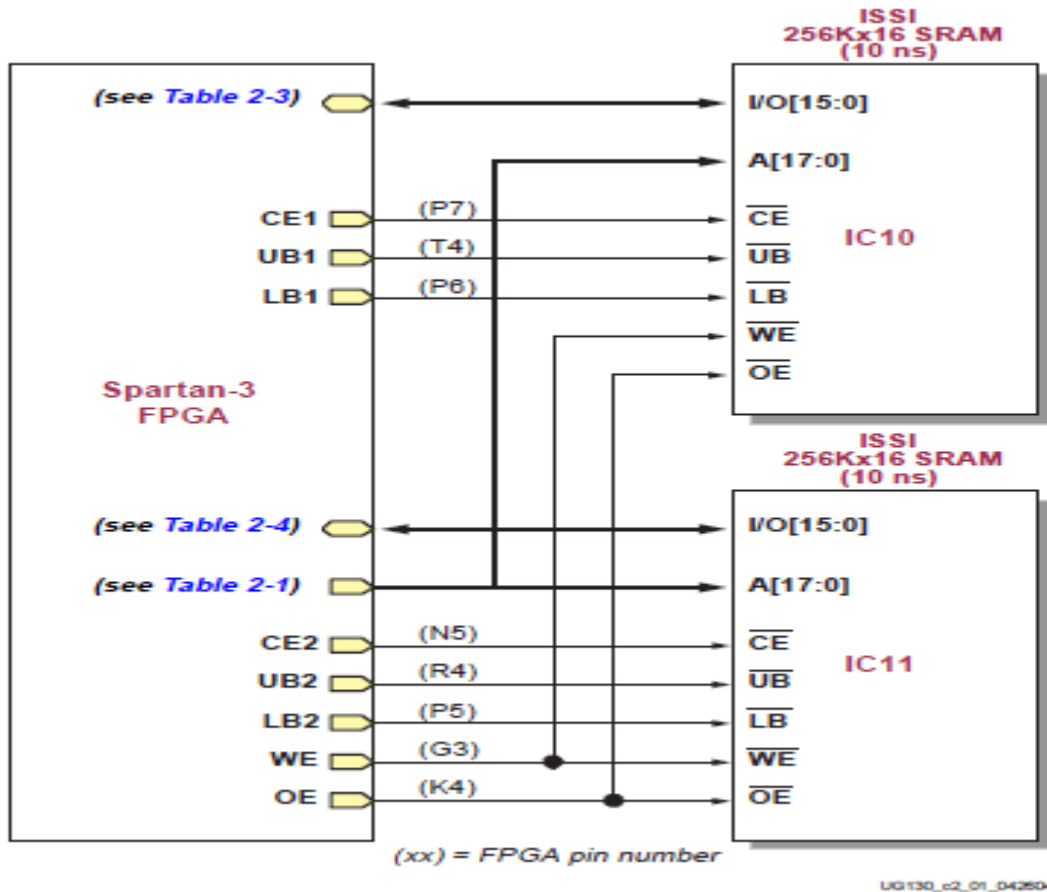 ISSI
256Kx16 SRAM
(10 ns)
(see Table 2-3)
I/O[15:0]
A[17:0]
CE1
(P7)
CE
UB1
(T4)
UB
IC10
LB1
(P6)
LB
WE
OE
Spartan-3
FPGA
ISSI
256Kx16 SRAM
(10 ns)
(see Table 2-4)
I/O[15:0]
(see Table 2-1)
A[17:0]
CE2
(N5)
CE
UB2
(R4)
UB
IC11
LB2
(P5)
LB
WE
(G3)
WE
OE
(K4)
OE
(xx) = FPGA pin number